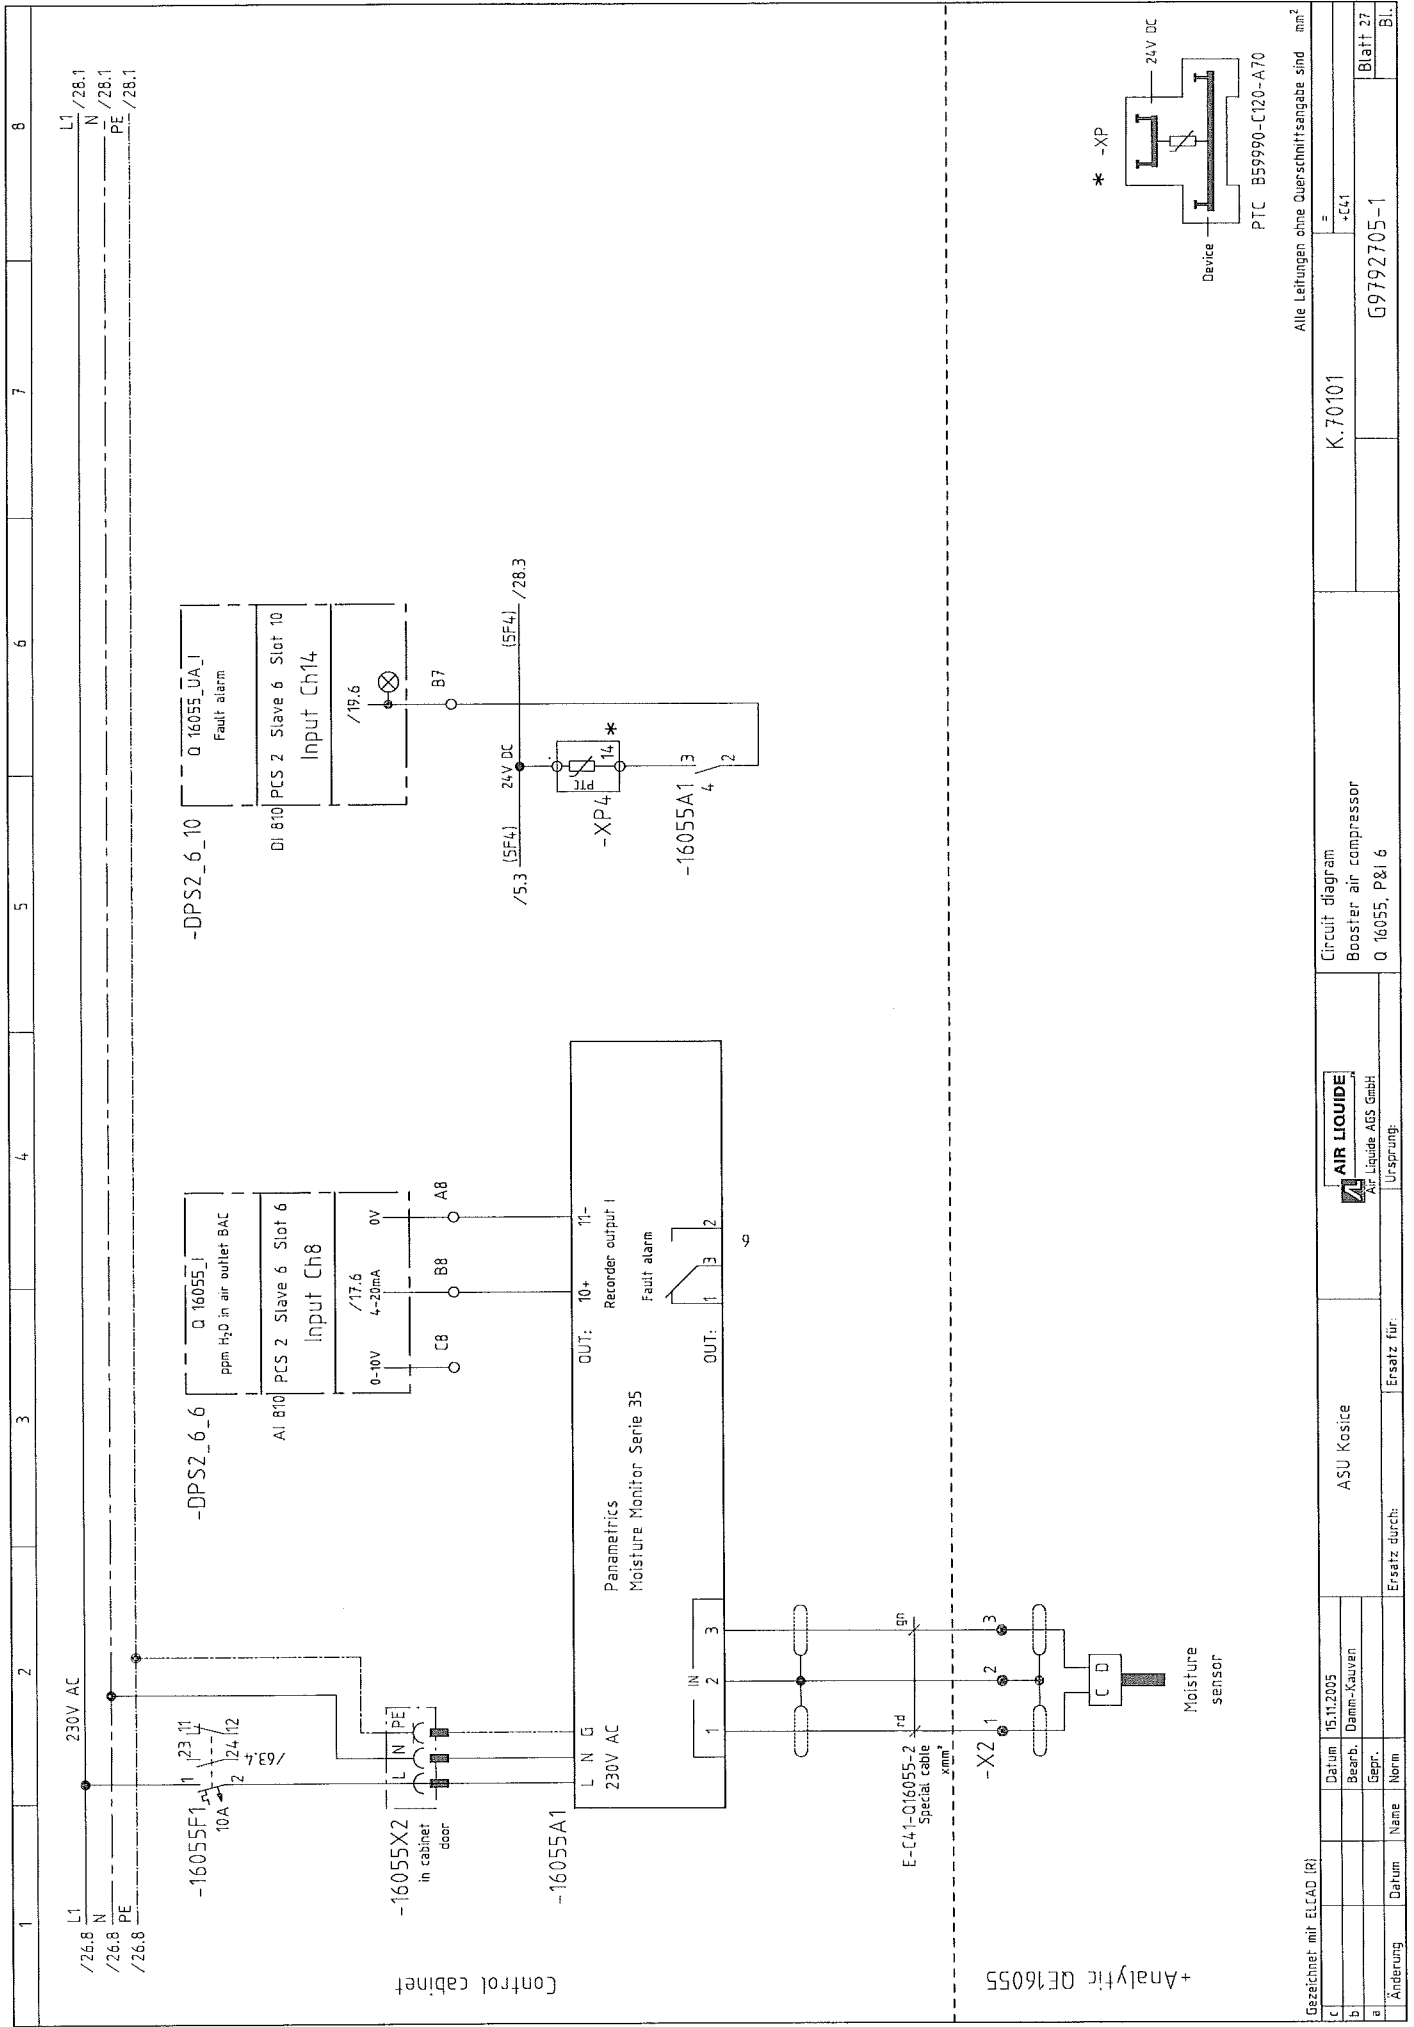 1 2 3 4 5 6 7 8
/26.8 L1
/26.8 N
/26.8 PE
230V AC
L1 /28.1
N /28.1
PE /28.1
-16055F1
10A
1 23 11
2 24 12
/63.4
-16055X2
in cabinet
door
L N PE
-16055A1
L N G
230V AC
Panametrics
Moisture Monitor Serie 35
OUT: 10+ 11-
Recorder output I
Fault alarm
OUT: 1 3 2
6
IN
1 2 3
-DPS2_6_6
Q 16055_I
ppm H₂O in air outlet BAC
AI 810 PCS 2 Slave 6 Slot 6
Input Ch8
/17.6
0-10V 4-20mA 0V
C8 B8 A8
-DPS2_6_10
Q 16055_UA_I
Fault alarm
DI 810 PCS 2 Slave 6 Slot 10
Input Ch14
/19.6
B7
/5.3 (5F4) 24V DC (5F4) /28.3
-XP4
PTC
14 *
-16055A1
3
4 2
Control cabinet
E-C41-Q16055-2
Special cable
xmm²
rd gn
-X2
1 2 3
C D
Moisture
sensor
+Analytic QE16055
* -XP
24V DC
Device
PTC B59990-C120-A70
Alle Leitungen ohne Querschnittsangabe sind mm²
Gezeichnet mit ELCAD (R)
c
b
a
Änderung Datum Name Norm
Datum 15.11.2005
Bearb. Damm-Kauven
Gepr.
ASU Kosice
Ersatz durch: Ersatz für: Ursprung:
AIR LIQUIDE
Air Liquide AGS GmbH
Circuit diagram
Booster air compressor
Q 16055, P&I 6
K.70101
=
+C41
G9792705-1
Blatt 27
Bl.